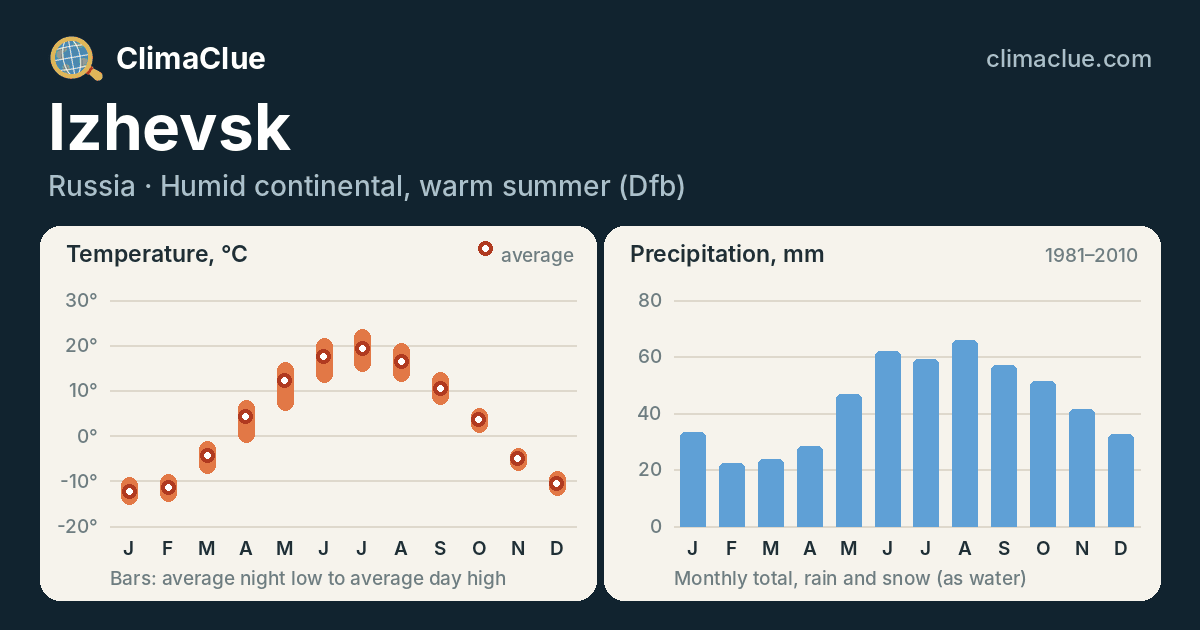 ClimaClue
climaclue.com
Izhevsk
Russia · Humid continental, warm summer (Dfb)
Temperature, °C
average
30°
20°
10°
0°
-10°
-20°
J F M A M J J A S O N D
Bars: average night low to average day high
Precipitation, mm
1981–2010
80
60
40
20
0
J F M A M J J A S O N D
Monthly total, rain and snow (as water)